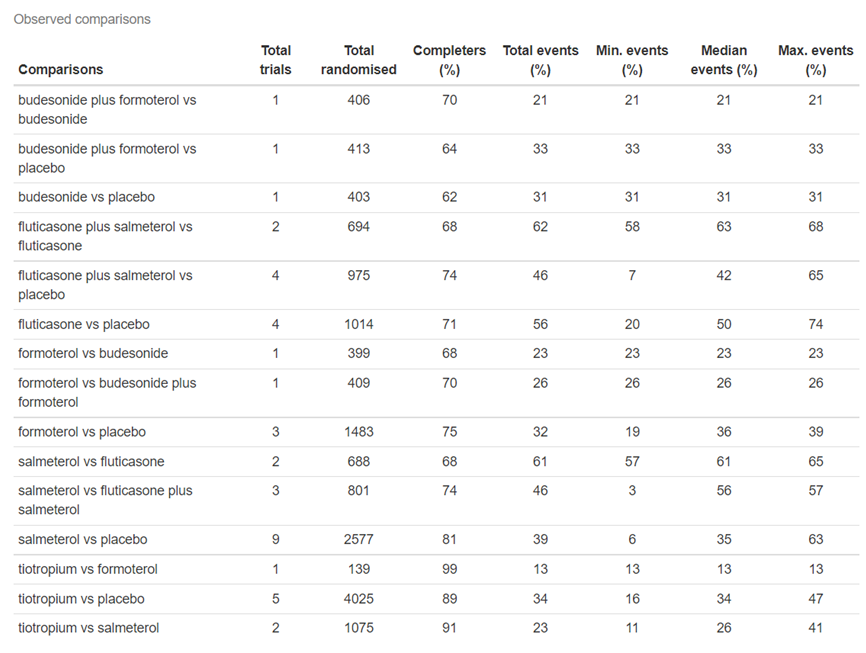 Observed comparisons
Comparisons Total trials Total randomised Completers (%) Total events (%) Min. events (%) Median events (%) Max. events (%)
budesonide plus formoterol vs budesonide 1 406 70 21 21 21 21
budesonide plus formoterol vs placebo 1 413 64 33 33 33 33
budesonide vs placebo 1 403 62 31 31 31 31
fluticasone plus salmeterol vs fluticasone 2 694 68 62 58 63 68
fluticasone plus salmeterol vs placebo 4 975 74 46 7 42 65
fluticasone vs placebo 4 1014 71 56 20 50 74
formoterol vs budesonide 1 399 68 23 23 23 23
formoterol vs budesonide plus formoterol 1 409 70 26 26 26 26
formoterol vs placebo 3 1483 75 32 19 36 39
salmeterol vs fluticasone 2 688 68 61 57 61 65
salmeterol vs fluticasone plus salmeterol 3 801 74 46 3 56 57
salmeterol vs placebo 9 2577 81 39 6 35 63
tiotropium vs formoterol 1 139 99 13 13 13 13
tiotropium vs placebo 5 4025 89 34 16 34 47
tiotropium vs salmeterol 2 1075 91 23 11 26 41